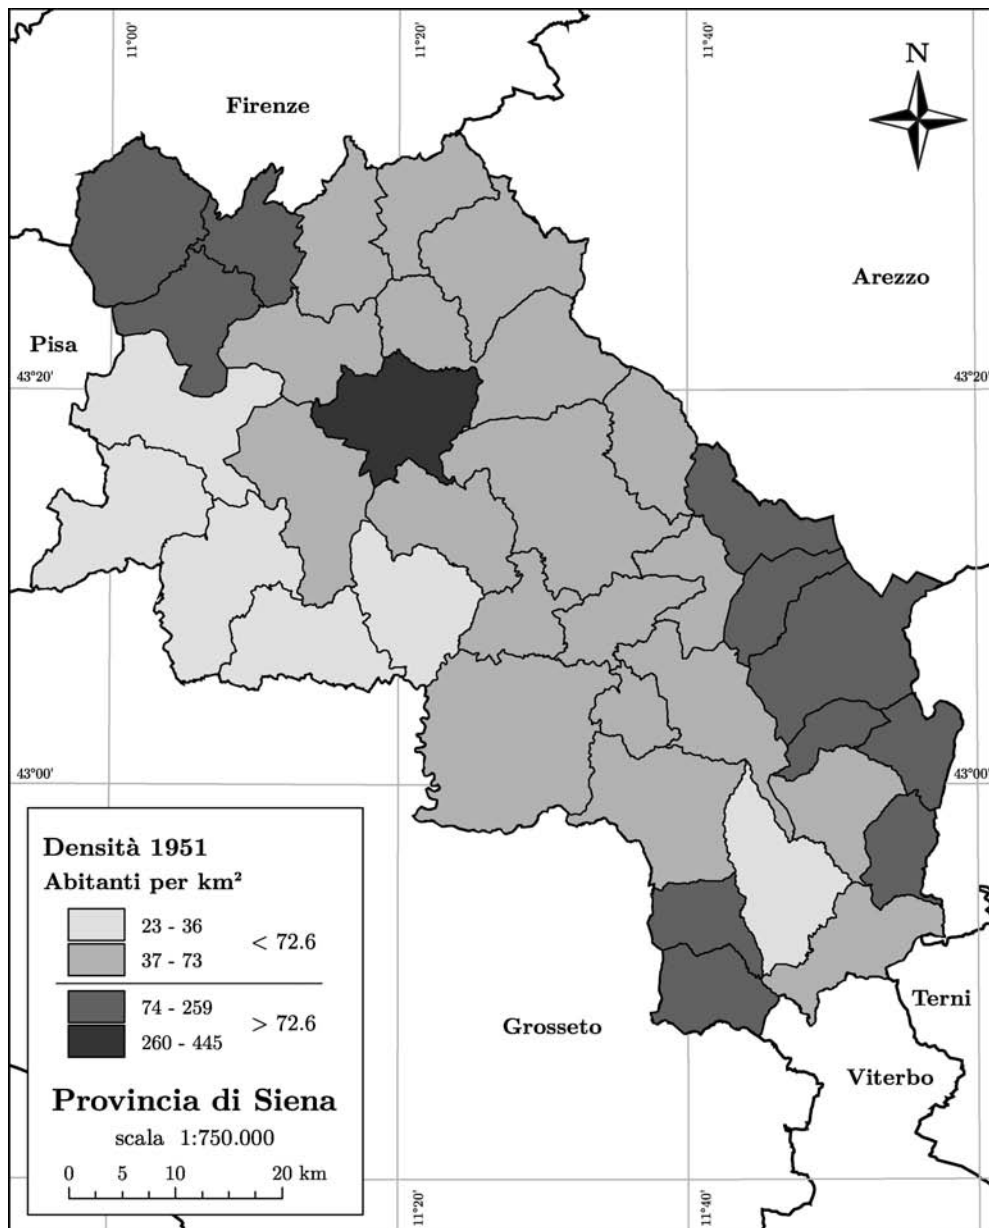 11°00'
11°20'
11°40'
N
Firenze
Arezzo
Pisa
43°20'
43°20'
43°00'
43°00'
Densità 1951
Abitanti per km²
23 - 36
< 72.6
37 - 73
74 - 259
> 72.6
260 - 445
Provincia di Siena
scala 1:750.000
0 5 10 20 km
Grosseto
Terni
Viterbo
11°20'
11°40'